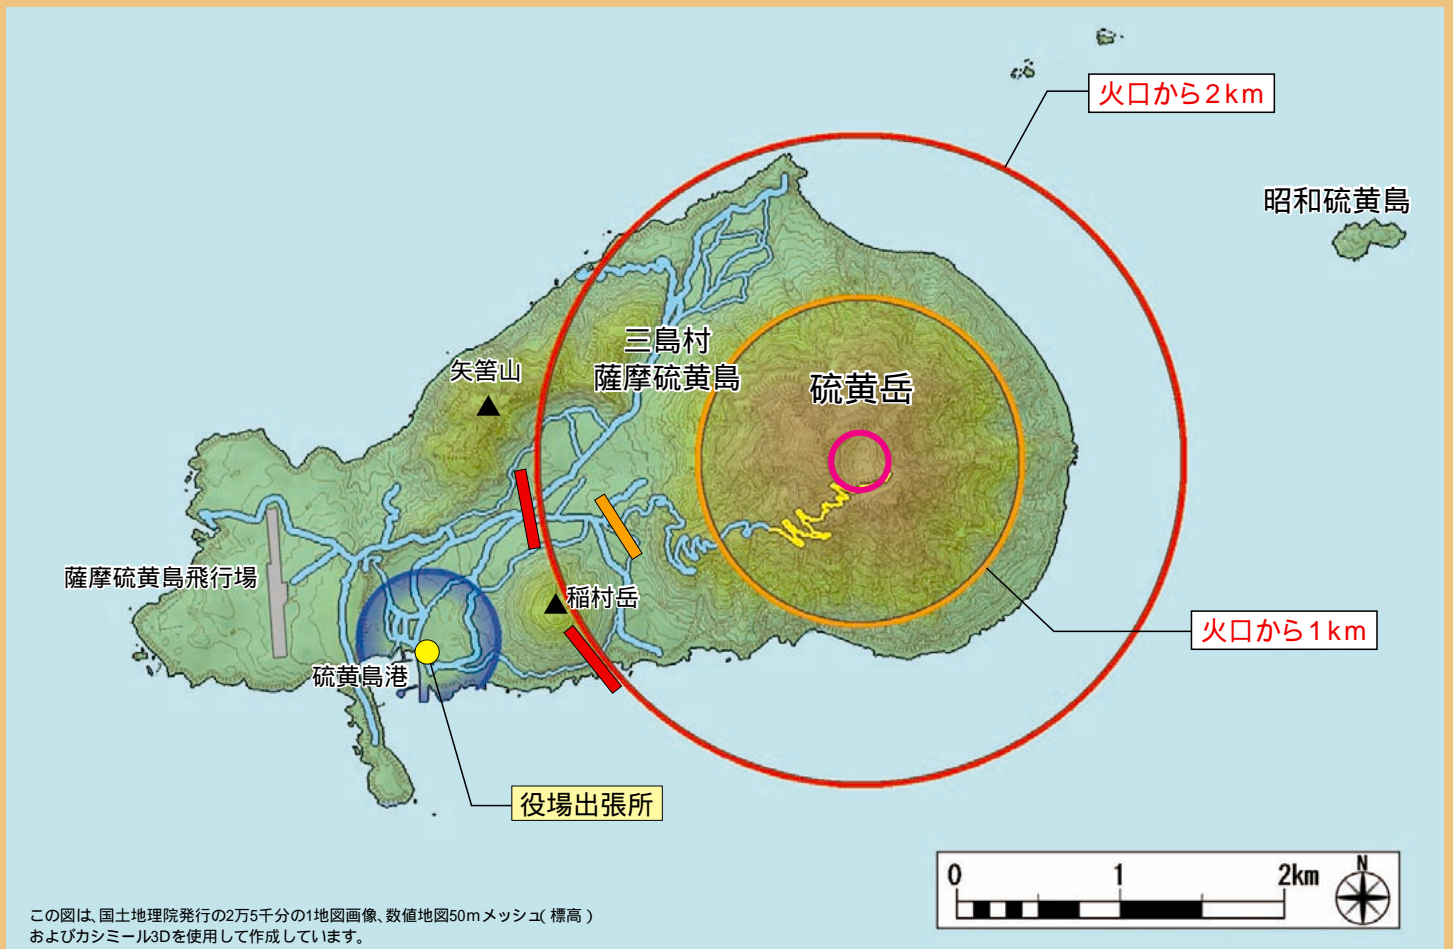 火口から2km
昭和硫黄島
三島村
薩摩硫黄島
矢筈山
硫黄岳
薩摩硫黄島飛行場
稲村岳
火口から1km
硫黄島港
役場出張所
0 1 2km
N
この図は、国土地理院発行の2万5千分の1地図画像、数値地図50mメッシュ(標高)
およびカシミール3Dを使用して作成しています。